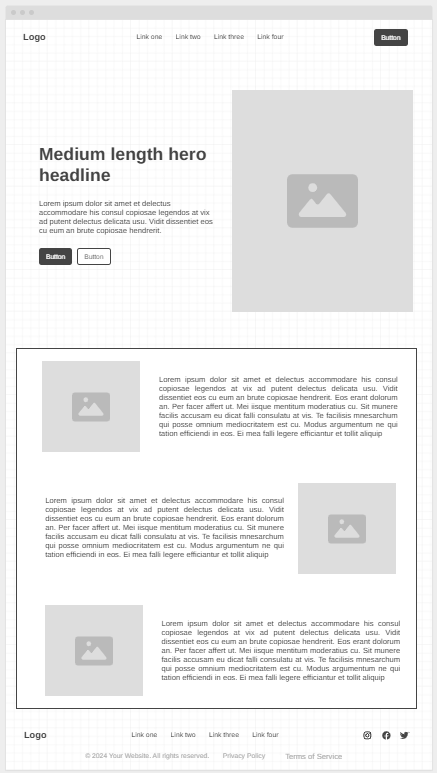 Logo
Link one Link two Link three Link four
Button
Medium length hero
headline
Lorem ipsum dolor sit amet et delectus
accommodare his consul copiosae legendos at vix
ad putent delectus delicata usu. Vidit dissentiet eos
cu eum an brute copiosae hendrerit.
Button Button
Lorem ipsum dolor sit amet et delectus accommodare his consul
copiosae legendos at vix ad putent delectus delicata usu. Vidit
dissentiet eos cu eum an brute copiosae hendrerit. Eos erant dolorum
an. Per facer affert ut. Mei iisque mentitum moderatius cu. Sit munere
facilis accusam eu dicat falli consulatu at vis. Te facilisis mnesarchum
qui posse omnium mediocritatem est cu. Modus argumentum ne qui
tation efficiendi in eos. Ei mea falli legere efficiantur et tollit aliquip
Lorem ipsum dolor sit amet et delectus accommodare his consul
copiosae legendos at vix ad putent delectus delicata usu. Vidit
dissentiet eos cu eum an brute copiosae hendrerit. Eos erant dolorum
an. Per facer affert ut. Mei iisque mentitum moderatius cu. Sit munere
facilis accusam eu dicat falli consulatu at vis. Te facilisis mnesarchum
qui posse omnium mediocritatem est cu. Modus argumentum ne qui
tation efficiendi in eos. Ei mea falli legere efficiantur et tollit aliquip
Lorem ipsum dolor sit amet et delectus accommodare his consul
copiosae legendos at vix ad putent delectus delicata usu. Vidit
dissentiet eos cu eum an brute copiosae hendrerit. Eos erant dolorum
an. Per facer affert ut. Mei iisque mentitum moderatius cu. Sit munere
facilis accusam eu dicat falli consulatu at vis. Te facilisis mnesarchum
qui posse omnium mediocritatem est cu. Modus argumentum ne qui
tation efficiendi in eos. Ei mea falli legere efficiantur et tollit aliquip
Logo
Link one Link two Link three Link four
© 2024 Your Website. All rights reserved. Privacy Policy Terms of Service